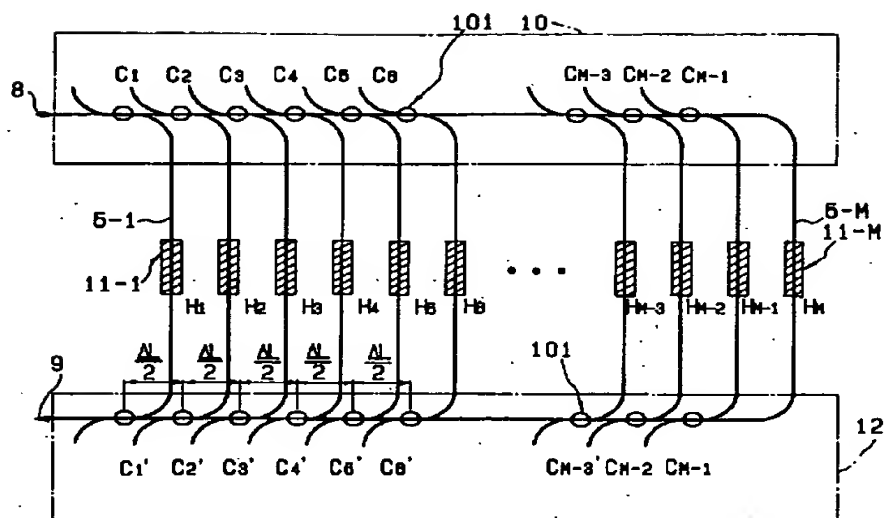 101
10
C1 C2 C3 C4 C5 C6 CM-3 CM-2 CM-1
8
5-1
5-M
11-M
11-1
H1 H2 H3 H4 H5 H6 HM-3 HM-2 HM-1 HM
ΔL/2 ΔL/2 ΔL/2 ΔL/2 ΔL/2
101
9
12
C1' C2' C3' C4' C5' C6' CM-3' CM-2 CM-1